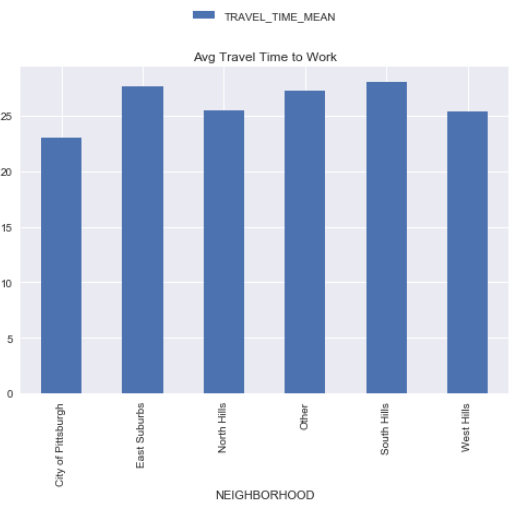 TRAVEL_TIME_MEAN
Avg Travel Time to Work
25
20
15
10
5
0
City of Pittsburgh
East Suburbs
North Hills
Other
South Hills
West Hills
NEIGHBORHOOD